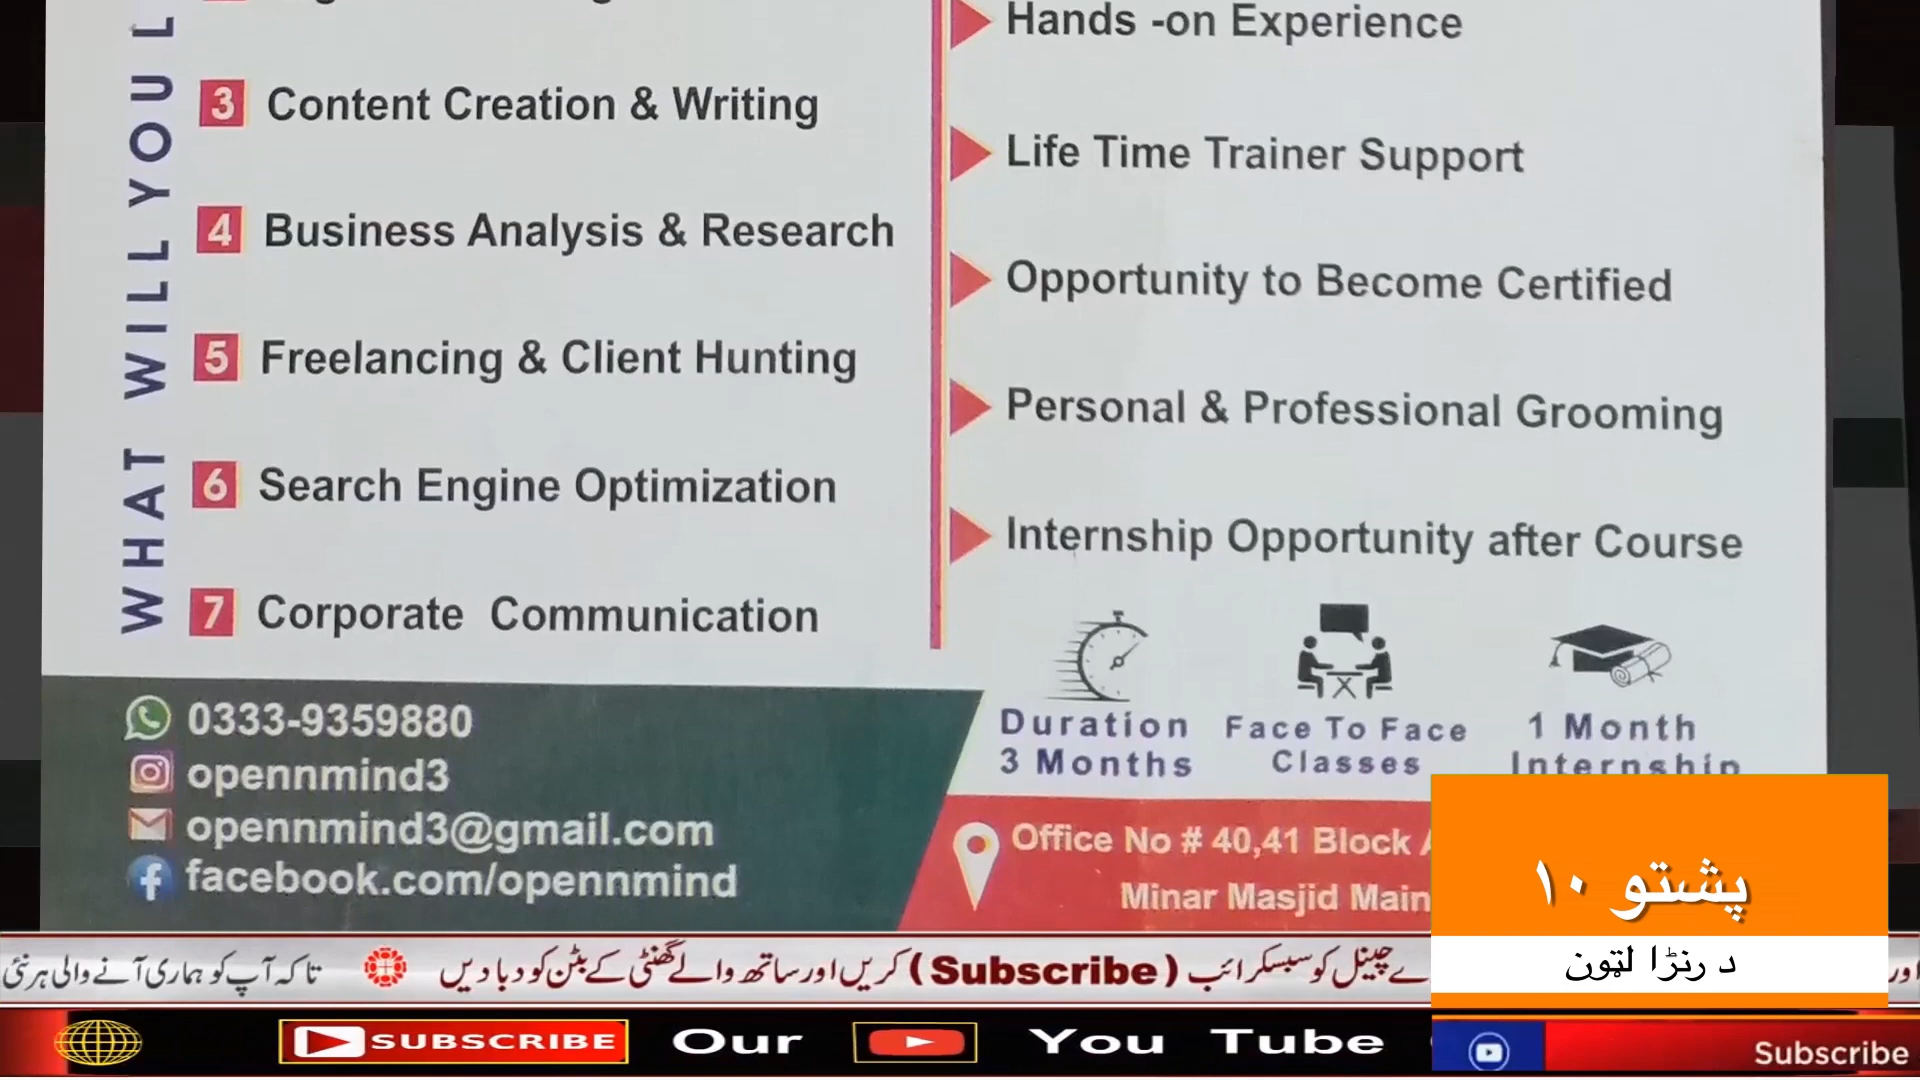 WHAT WILL YOU L
3 Content Creation & Writing
4 Business Analysis & Research
5 Freelancing & Client Hunting
6 Search Engine Optimization
7 Corporate Communication
Hands -on Experience
Life Time Trainer Support
Opportunity to Become Certified
Personal & Professional Grooming
Internship Opportunity after Course
Duration
3 Months
Face To Face
Classes
1 Month
Internship
0333-9359880
opennmind3
opennmind3@gmail.com
facebook.com/opennmind
Office No # 40,41 Block A
Minar Masjid Main
پشتو ۱۰
د رنڑا لټون
چینل کو سبسکرائب (Subscribe) کریں اور ساتھ والے گھنٹی کے بٹن کو دبا دیں تاکہ آپ کو ہماری آنے والی ہر نئی
SUBSCRIBE Our You Tube
Subscribe